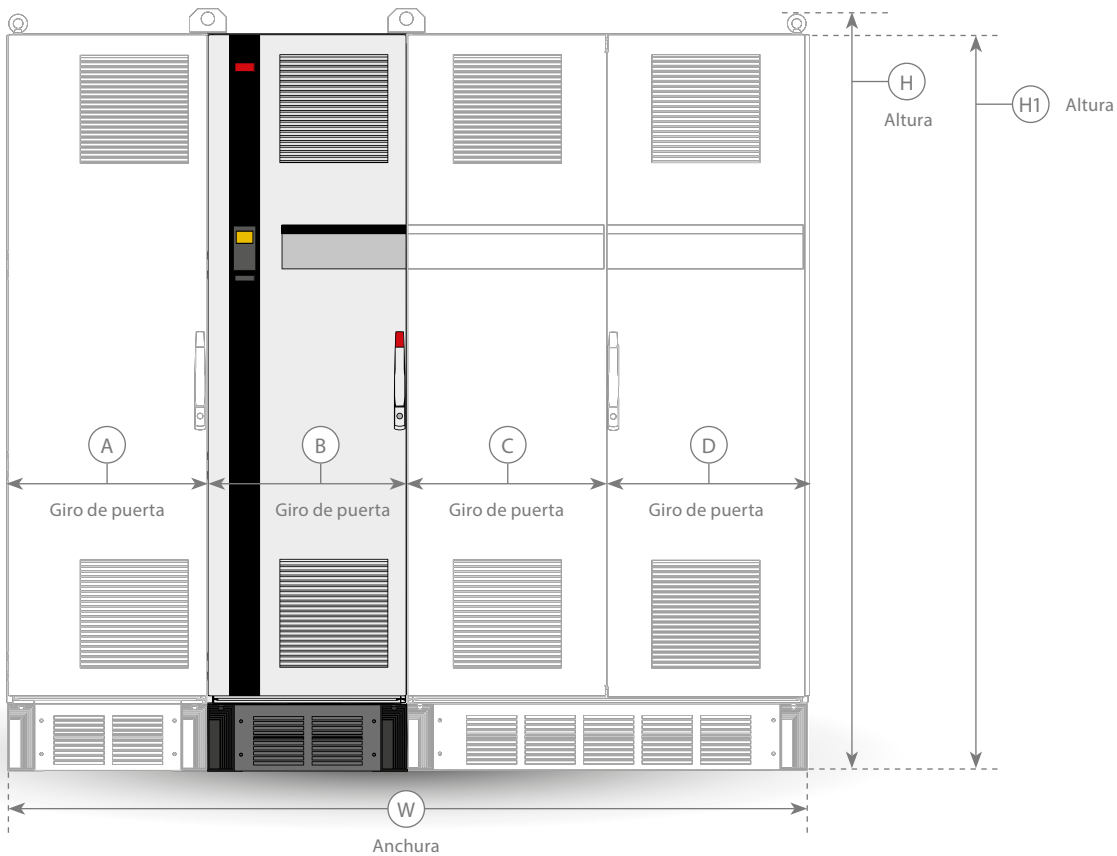 H
Altura
H1 Altura
A
B
C
D
Giro de puerta
Giro de puerta
Giro de puerta
Giro de puerta
W
Anchura